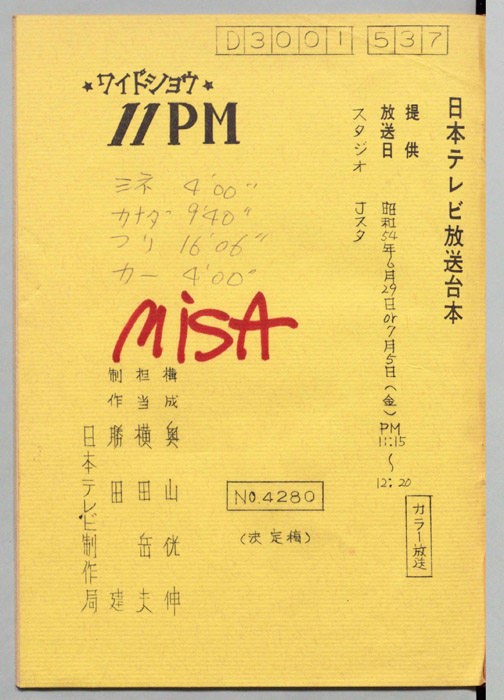 D3001 537
日本テレビ放送台本
提供
放送日 昭和54年6月29日or7月5日(金)PM11:15〜12:20
スタジオ Jスタ
カラー放送
★ワイドショウ★
11PM
ミネ 4'00"
カナダ 9'40"
フリ 16'06"
カー 4'00"
MISA
No.4280
(決定稿)
構成 奥山侊伸
担当 横田岳夫
制作 勝田建
日本テレビ制作局